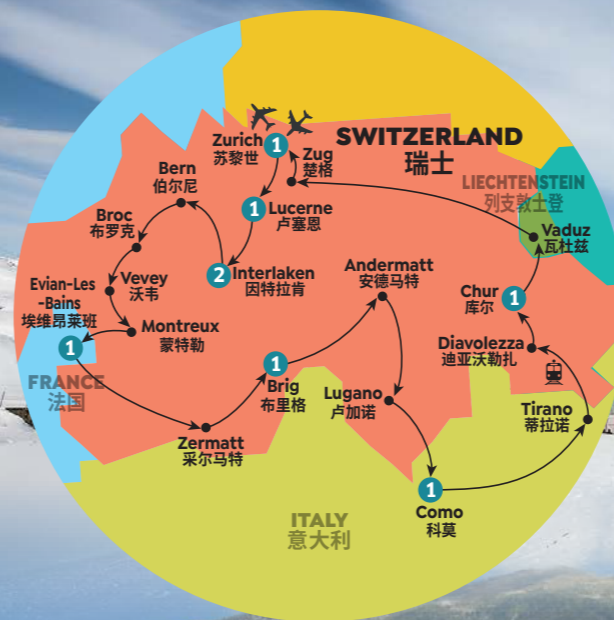 SWITZERLAND
瑞士
Zurich
苏黎世
1
Zug
楚格
Bern
伯尔尼
Lucerne
卢塞恩
1
LIECHTENSTEIN
列支敦士登
Vaduz
瓦杜兹
Broc
布罗克
Interlaken
因特拉肯
2
Andermatt
安德马特
Chur
库尔
1
Vevey
沃韦
Evian-Les
-Bains
埃维昂莱班
1
Montreux
蒙特勒
Diavolezza
迪亚沃勒扎
FRANCE
法国
Brig
布里格
1
Lugano
卢加诺
Tirano
蒂拉诺
Zermatt
采尔马特
Como
科莫
1
ITALY
意大利